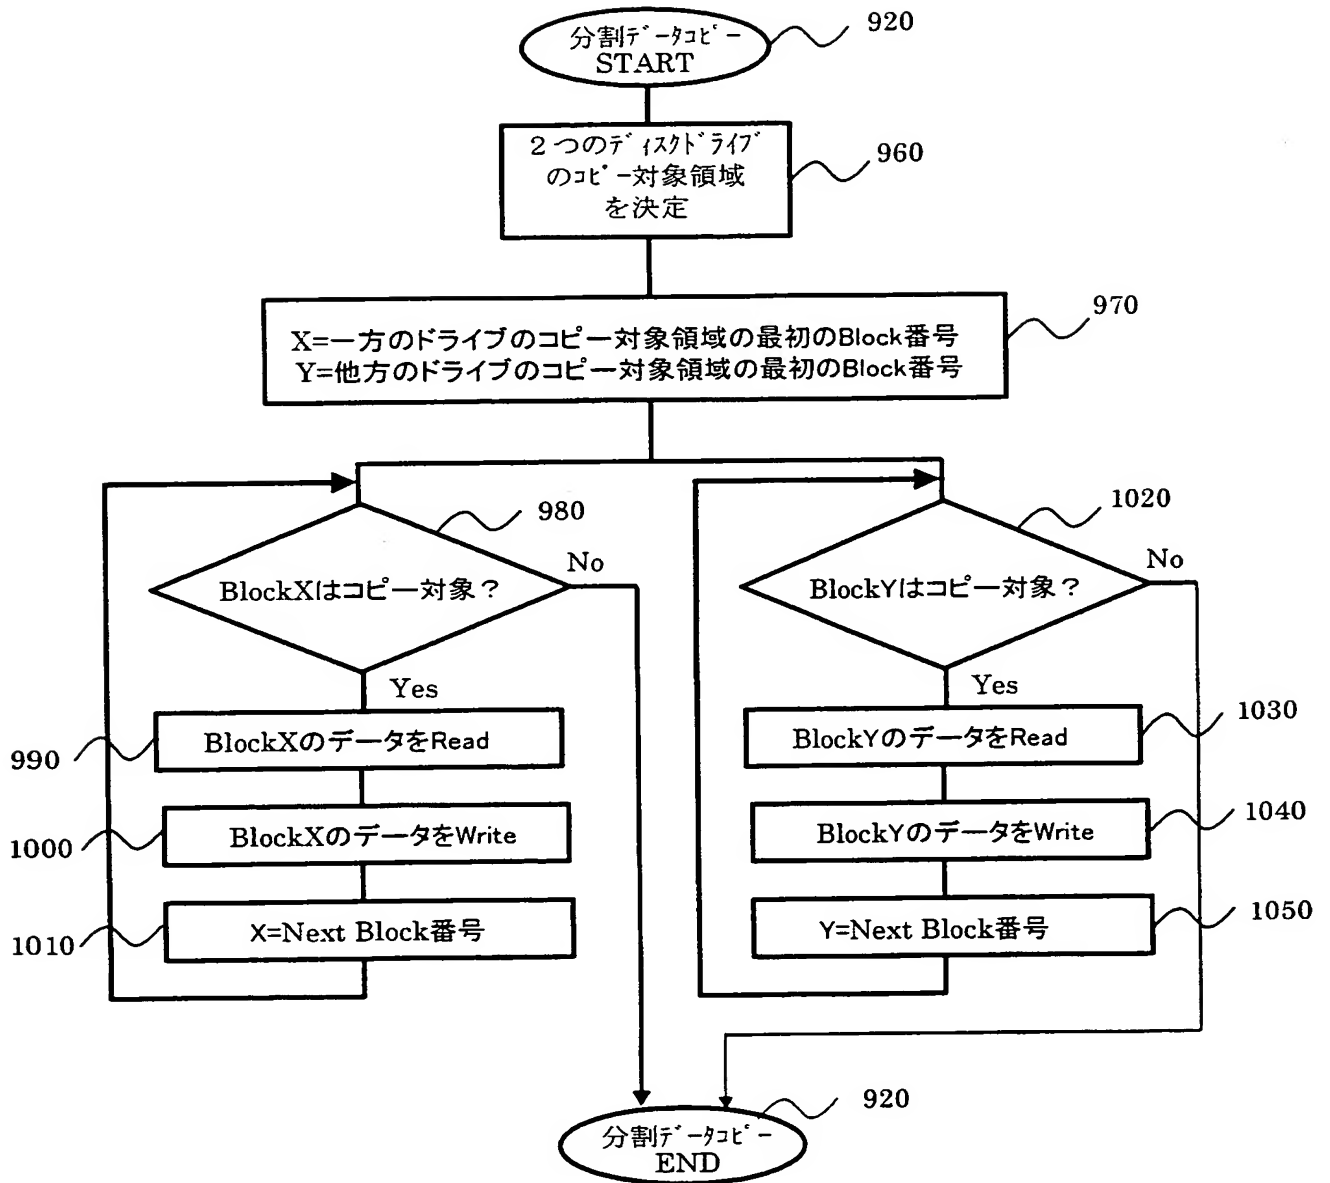 分割ﾃﾞｰﾀｺﾋﾟｰ
START
920
２つのﾃﾞｨｽｸﾄﾞﾗｲﾌﾞ
のｺﾋﾟｰ対象領域
を決定
960
X=一方のドライブのコピー対象領域の最初のBlock番号
Y=他方のドライブのコピー対象領域の最初のBlock番号
970
BlockXはコピー対象？
980
No
Yes
BlockXのデータをRead
990
BlockXのデータをWrite
1000
X=Next Block番号
1010
BlockYはコピー対象？
1020
No
Yes
BlockYのデータをRead
1030
BlockYのデータをWrite
1040
Y=Next Block番号
1050
分割ﾃﾞｰﾀｺﾋﾟｰ
END
920